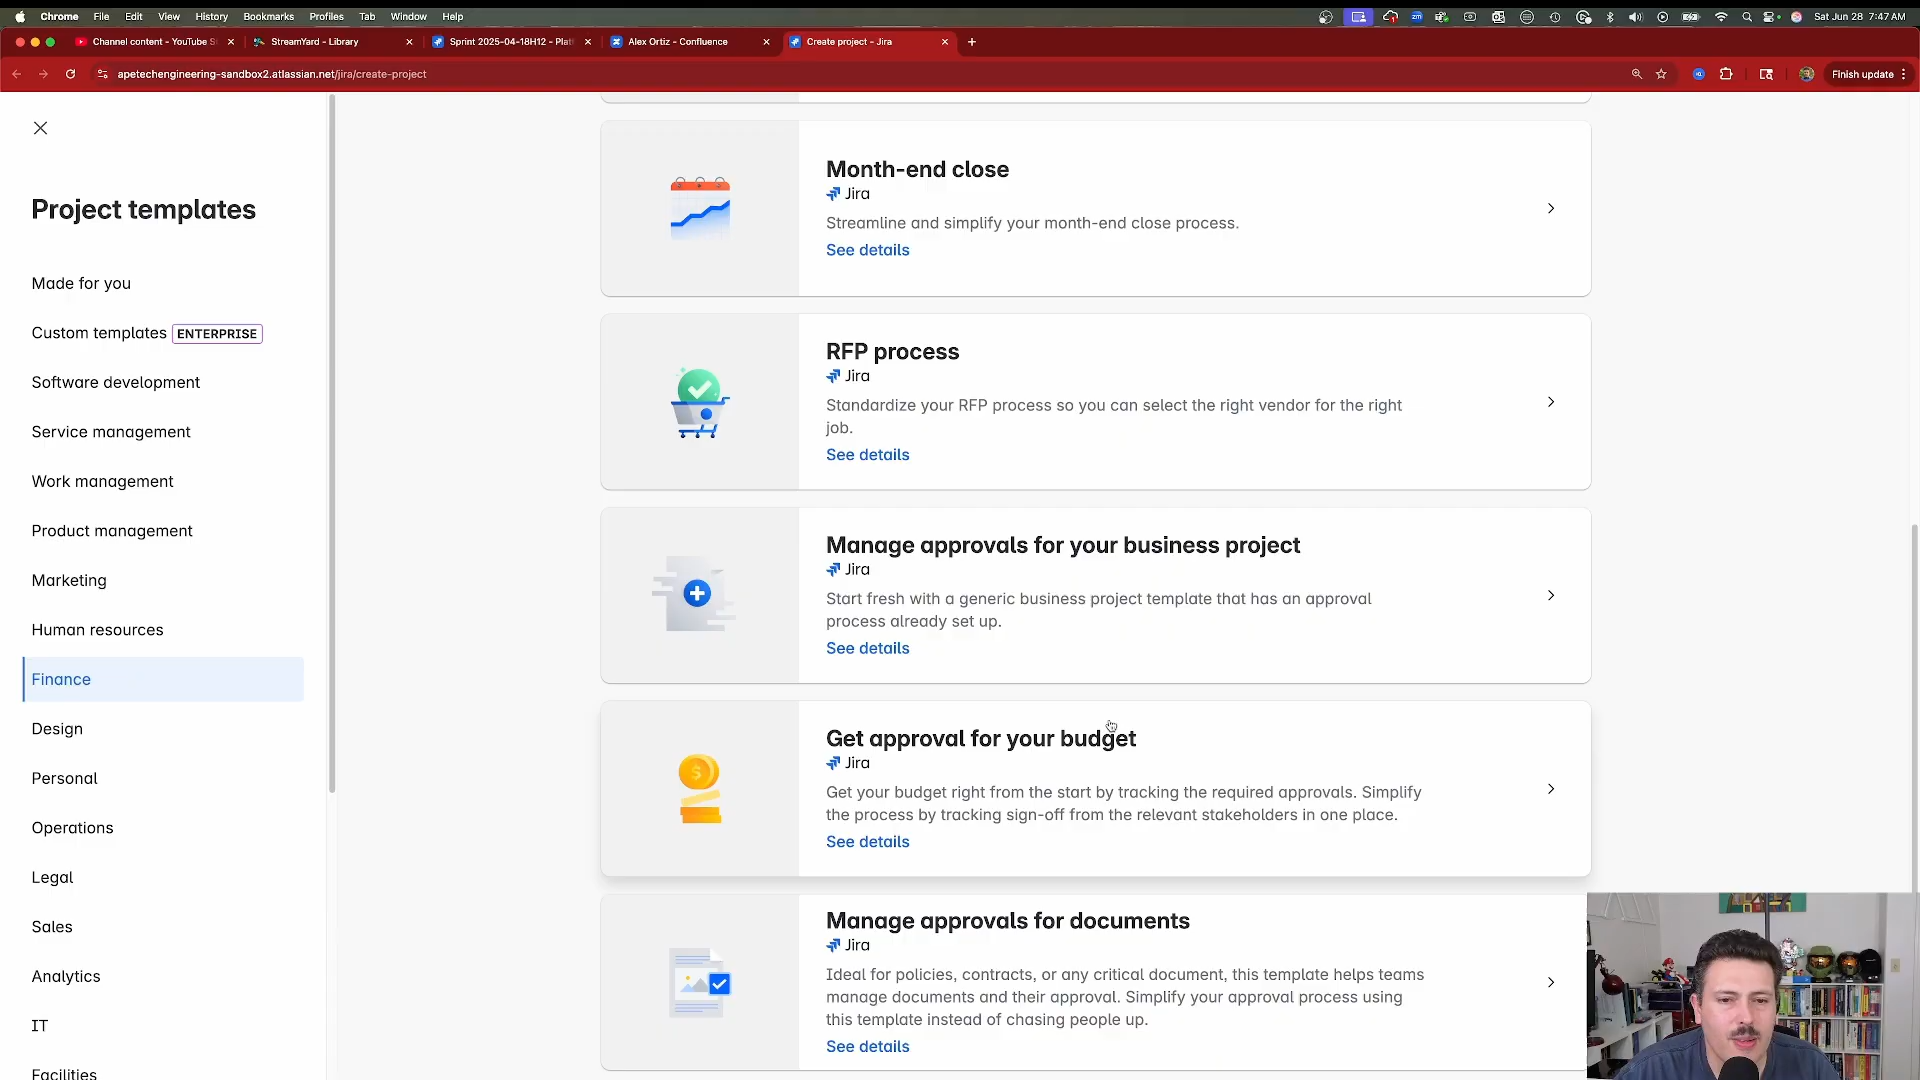 Chrome File Edit View History Bookmarks Profiles Tab Window Help
Sat Jun 28 7:47 AM
Channel content - YouTube S
StreamYard - Library
Sprint 2025-04-18H12 - Plat
Alex Ortiz - Confluence
Create project - Jira
apetechengineering-sandbox2.atlassian.net/jira/create-project
Finish update
Project templates
Made for you
Custom templates ENTERPRISE
Software development
Service management
Work management
Product management
Marketing
Human resources
Finance
Design
Personal
Operations
Legal
Sales
Analytics
IT
Facilities
Month-end close
Jira
Streamline and simplify your month-end close process.
See details
RFP process
Jira
Standardize your RFP process so you can select the right vendor for the right
job.
See details
Manage approvals for your business project
Jira
Start fresh with a generic business project template that has an approval
process already set up.
See details
Get approval for your budget
Jira
Get your budget right from the start by tracking the required approvals. Simplify
the process by tracking sign-off from the relevant stakeholders in one place.
See details
Manage approvals for documents
Jira
Ideal for policies, contracts, or any critical document, this template helps teams
manage documents and their approval. Simplify your approval process using
this template instead of chasing people up.
See details